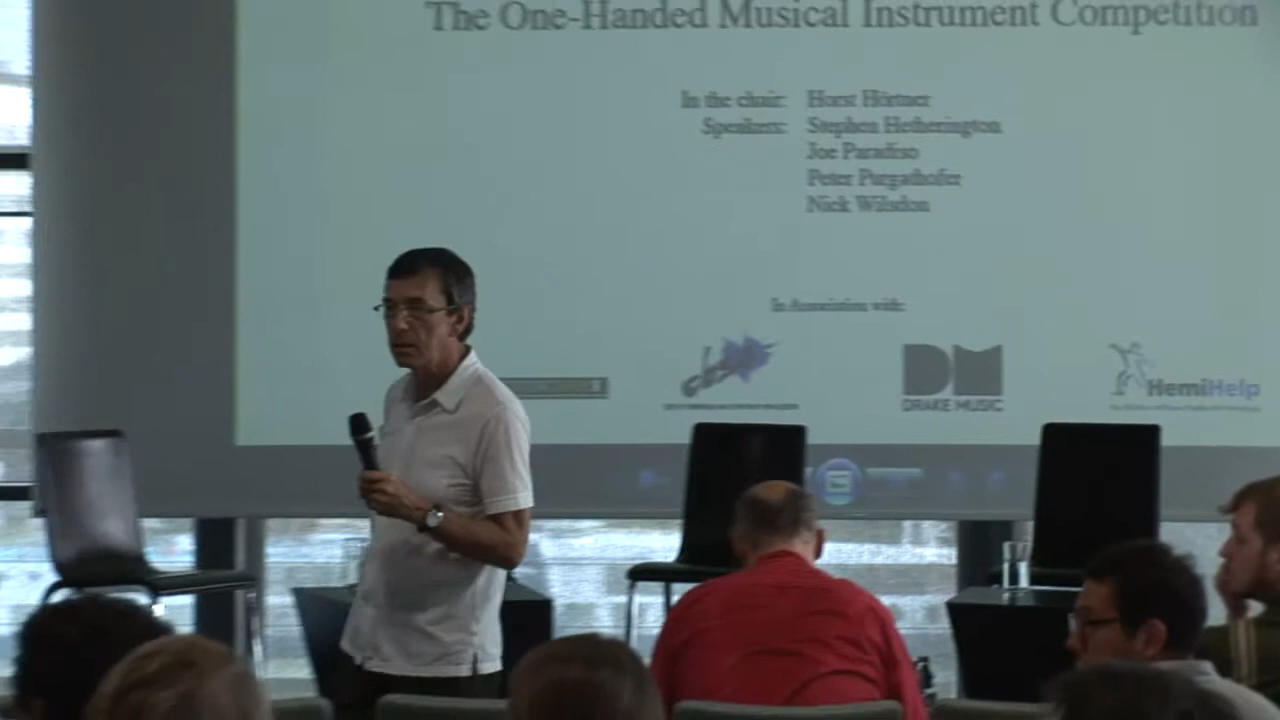 The One-Handed Musical Instrument Competition
In the chair: Horst Hörtner
Speakers: Stephen Hetherington
Joe Paradiso
Peter Purgathofer
Nick Wilsdon
In Association with:
DM
DRAKE MUSIC
HemiHelp